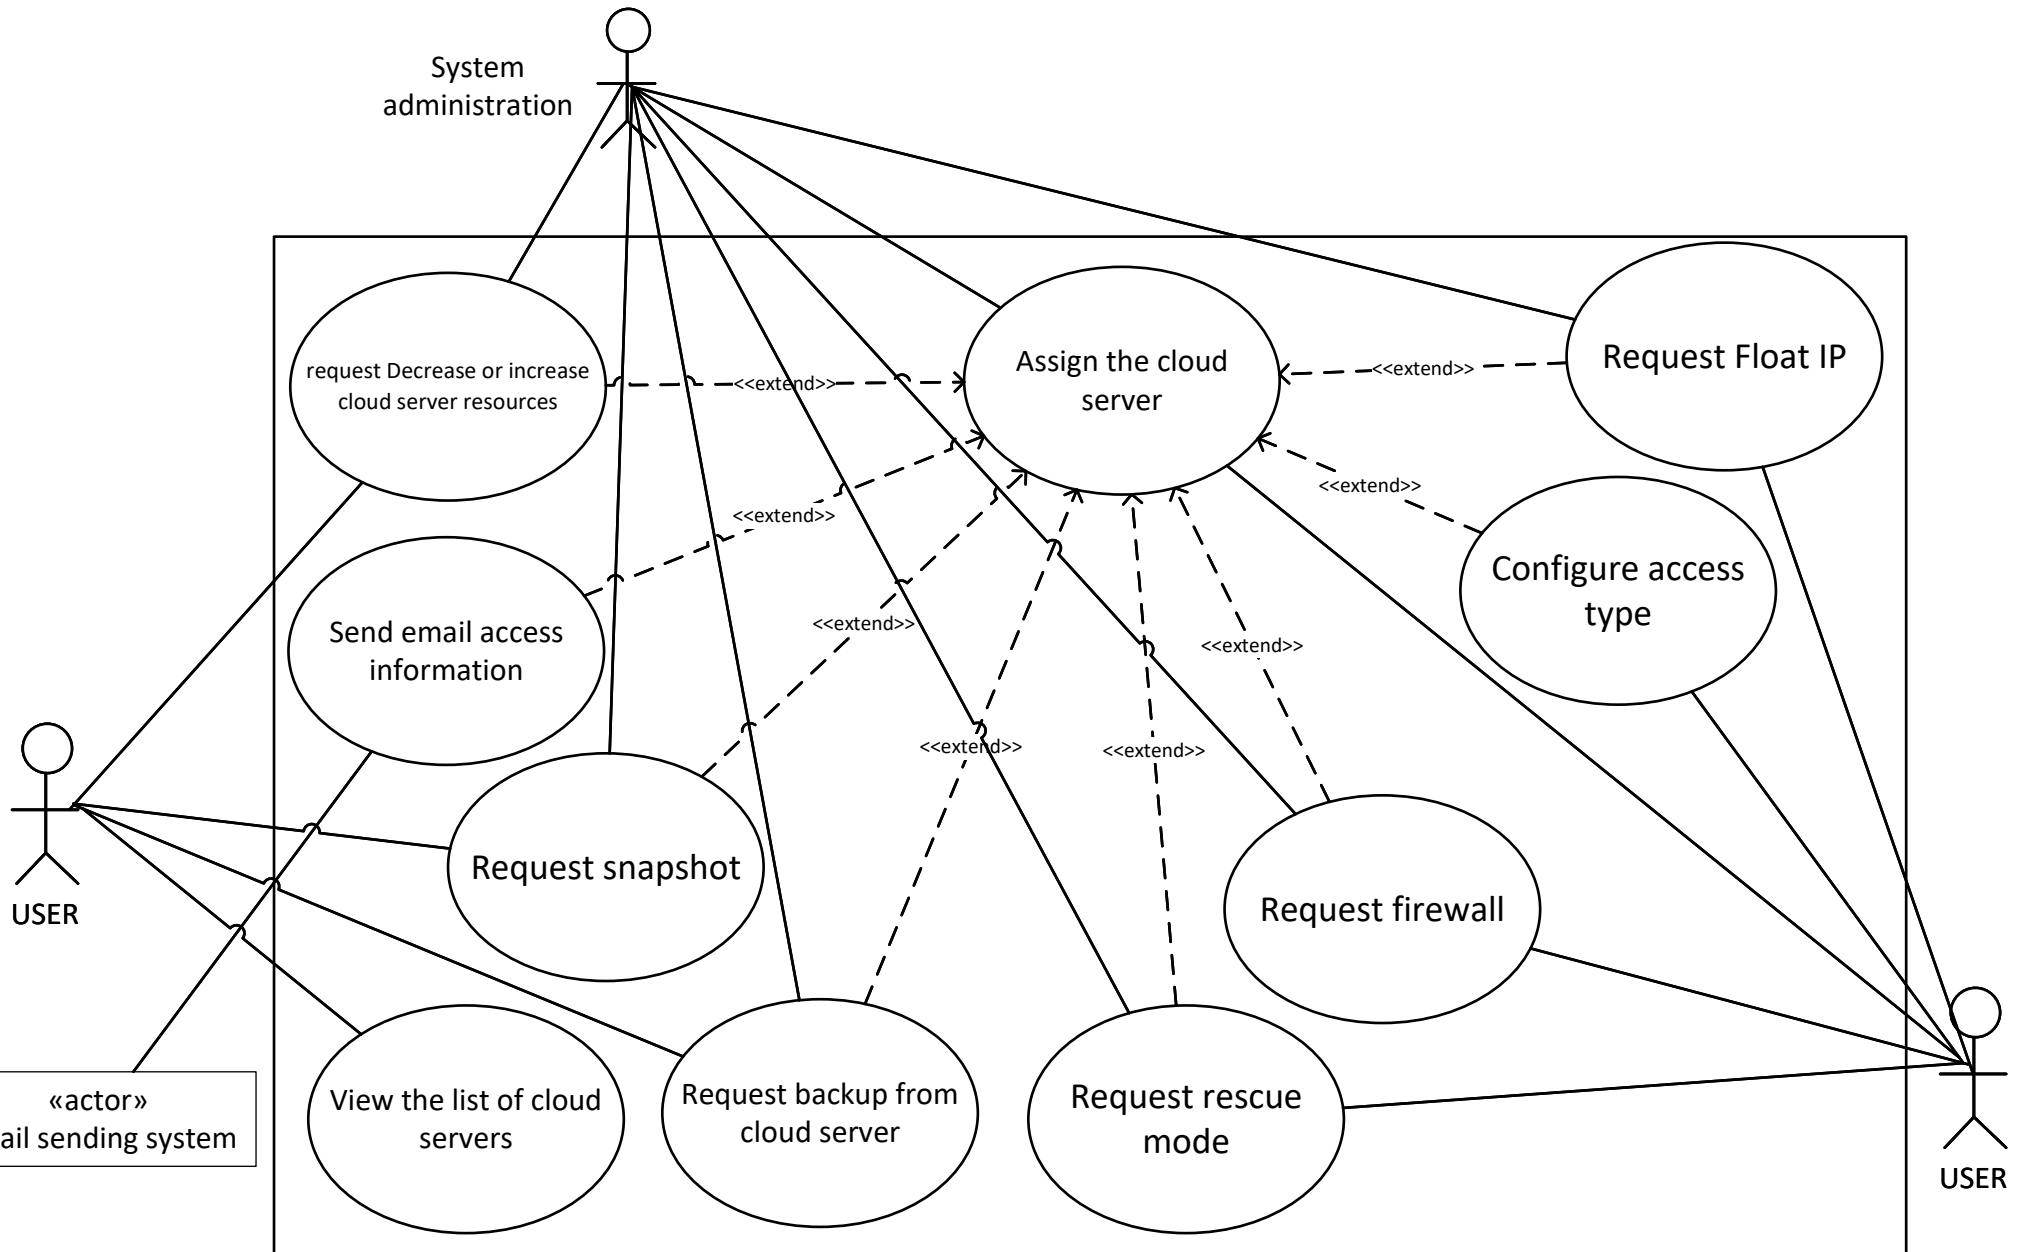 System
administration
request Decrease or increase
cloud server resources
<<extend>>
Assign the cloud
server
<<extend>>
Request Float IP
<<extend>>
<<extend>>
Configure access
type
Send email access
information
<<extend>>
<<extend>>
<<extend>>
<<extend>>
Request snapshot
Request firewall
USER
«actor»
sending system
View the list of cloud
servers
Request backup from
cloud server
Request rescue
mode
USER